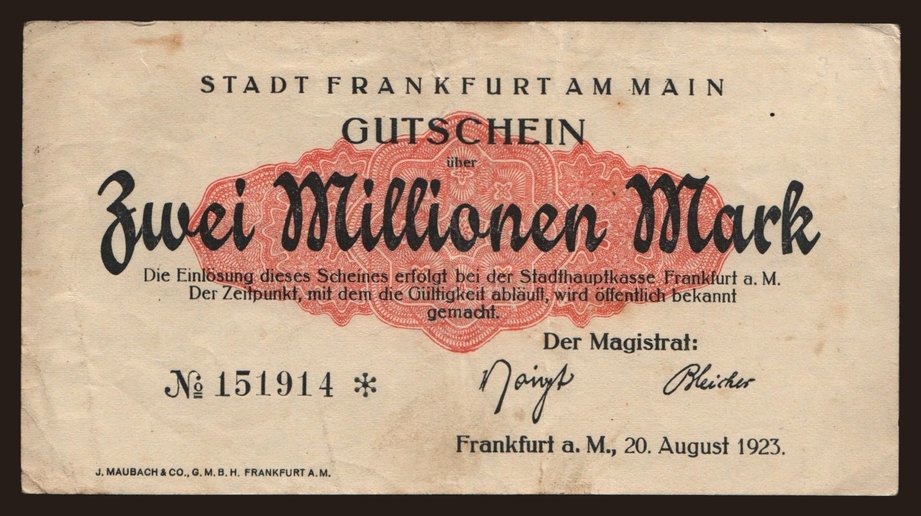 STADT FRANKFURT AM MAIN
GUTSCHEIN
über
Zwei Millionen Mark
Die Einlösung dieses Scheines erfolgt bei der Stadthauptkasse Frankfurt a. M.
Der Zeitpunkt, mit dem die Gültigkeit abläuft, wird öffentlich bekannt
gemacht.
Der Magistrat:
№ 151914 *
Voigt Bleicher
Frankfurt a. M., 20. August 1923.
J. MAUBACH & CO., G. M. B. H. FRANKFURT A. M.